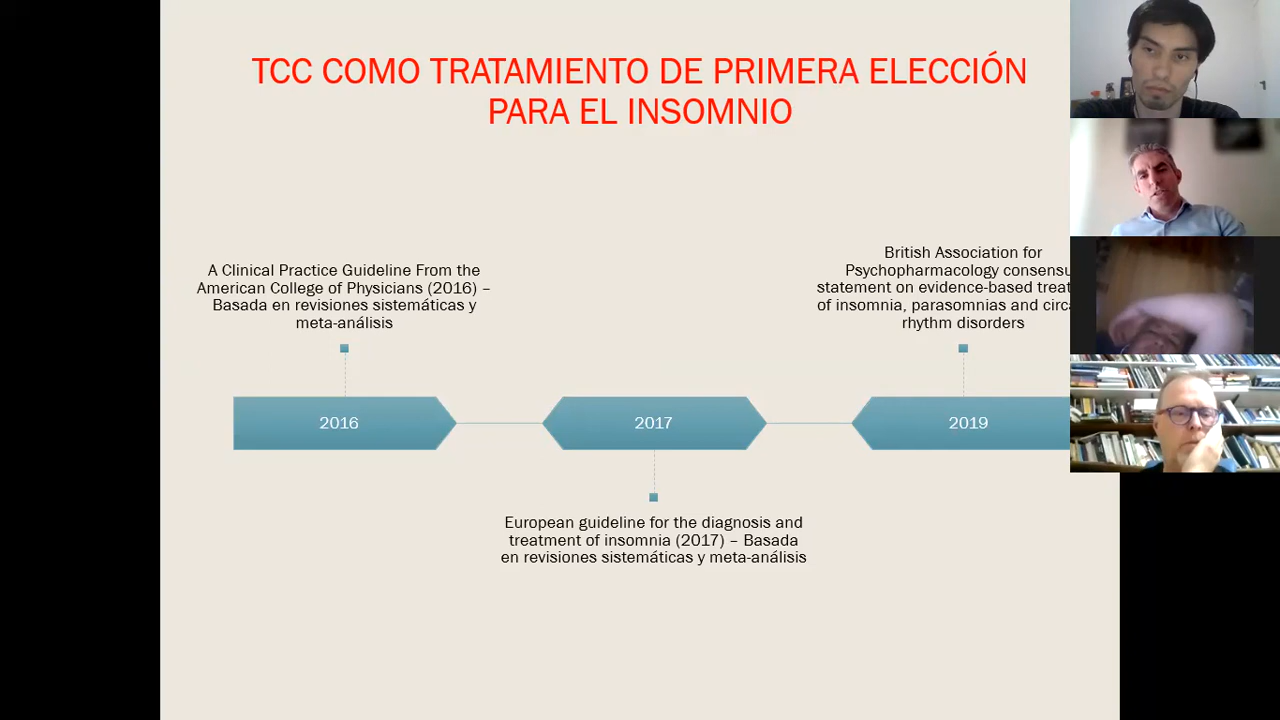 TCC COMO TRATAMIENTO DE PRIMERA ELECCIÓN
PARA EL INSOMNIO
A Clinical Practice Guideline From the
American College of Physicians (2016) –
Basada en revisiones sistemáticas y
meta-análisis
British Association for
Psychopharmacology
statement on evidence-based
of insomnia, parasomnias and
rhythm disorders
2016
2017
2019
European guideline for the diagnosis and
treatment of insomnia (2017) – Basada
en revisiones sistemáticas y meta-análisis